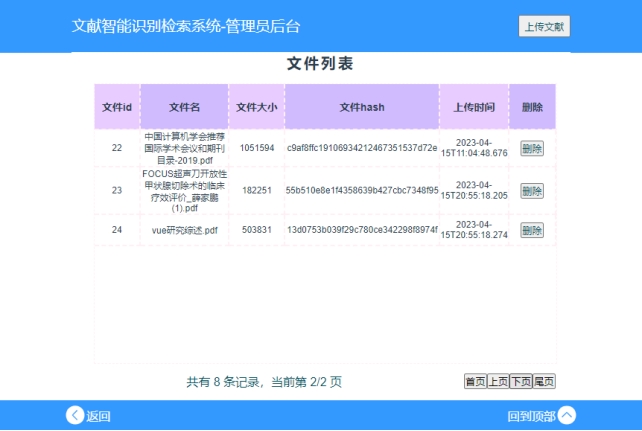 文献智能识别检索系统-管理员后台
上传文献
文件列表
文件id 文件名 文件大小 文件hash 上传时间 删除
22 中国计算机学会推荐国际学术会议和期刊目录-2019.pdf 1051594 c9af8ffc19106934212467351537d72e 2023-04-15T11:04:48.676 删除
23 FOCUS超声刀开放性甲状腺切除术的临床疗效评价_薛家鹏(1).pdf 182251 55b510e8e1f4358639b427cbc7348f95 2023-04-15T20:55:18.205 删除
24 vue研究综述.pdf 503831 13d0753b039f29c780ce342298f8974f 2023-04-15T20:55:18.274 删除
共有 8 条记录，当前第 2/2 页
首页 上页 下页 尾页
返回
回到顶部